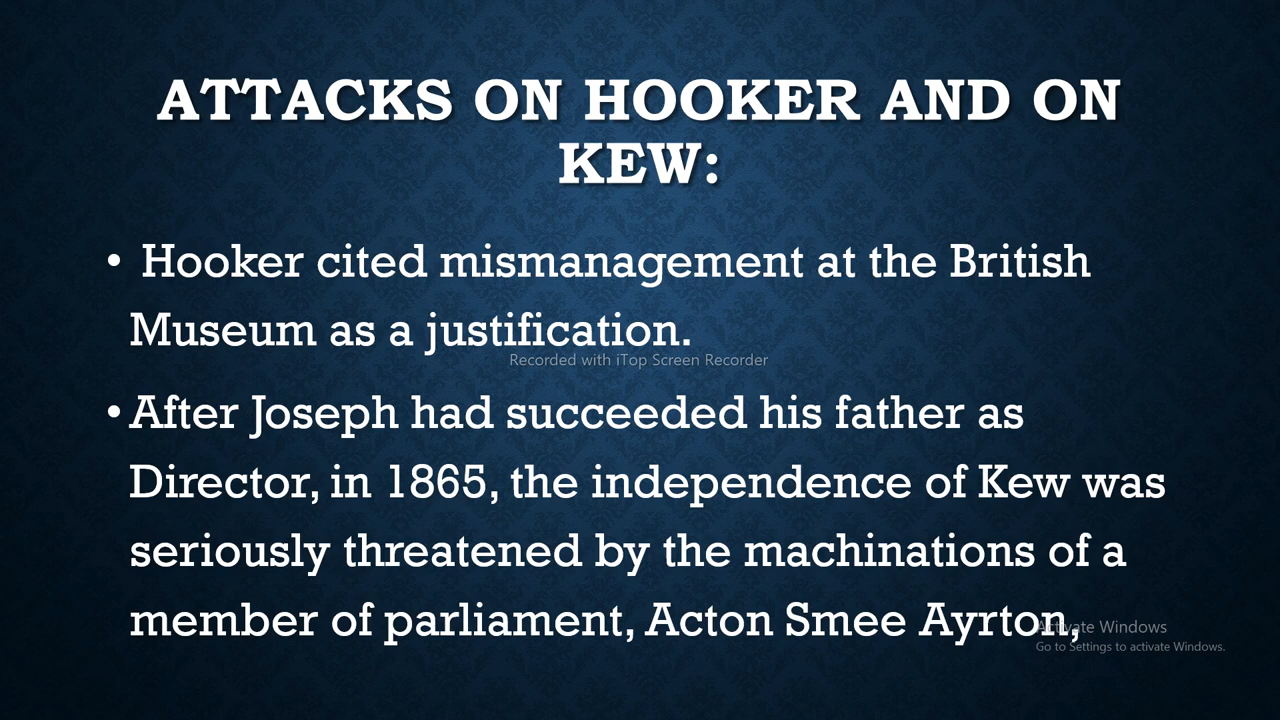 ATTACKS ON HOOKER AND ON
KEW:
• Hooker cited mismanagement at the British
Museum as a justification.
Recorded with iTop Screen Recorder
• After Joseph had succeeded his father as
Director, in 1865, the independence of Kew was
seriously threatened by the machinations of a
member of parliament, Acton Smee Ayrton,
Activate Windows
Go to Settings to activate Windows.